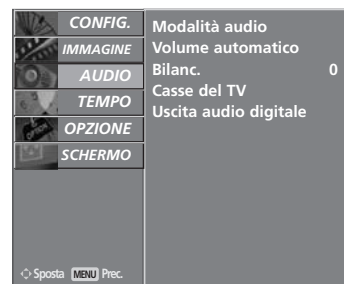 CONFIG.
IMMAGINE
AUDIO
TEMPO
OPZIONE
SCHERMO
Modalità audio
Volume automatico
Bilanc. 0
Casse del TV
Uscita audio digitale
Sposta MENU Prec.